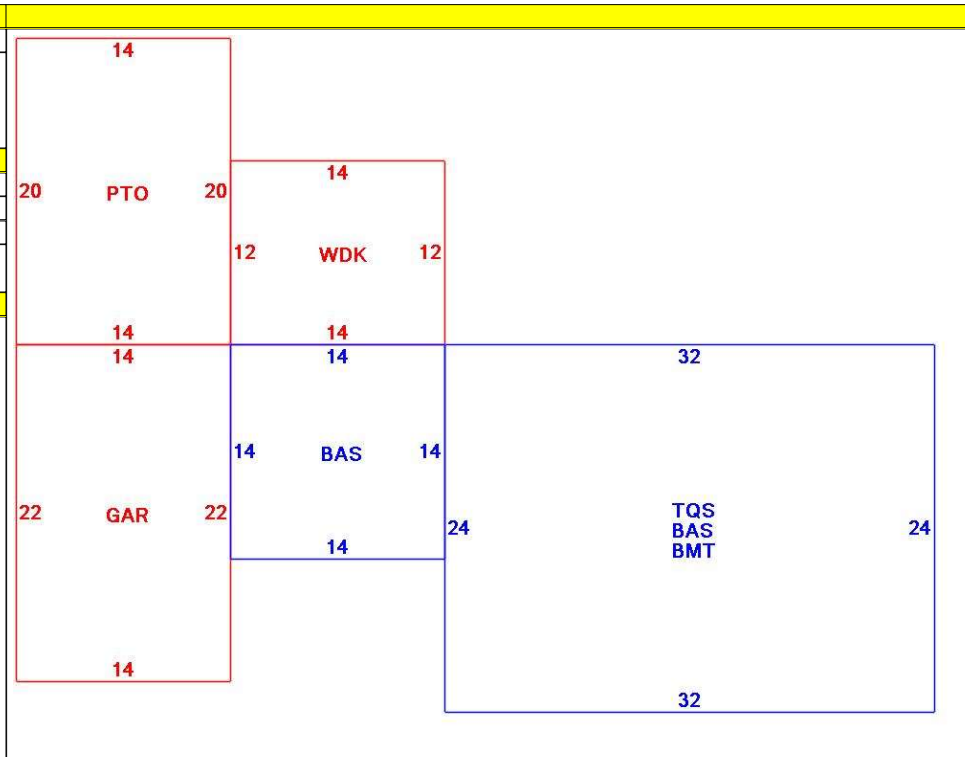 14
20 PTO 20
14
12 WDK 12
14 14
14 14 32
14 BAS 14
22 GAR 22
TQS
24 BAS 24
BMT
14
14
32